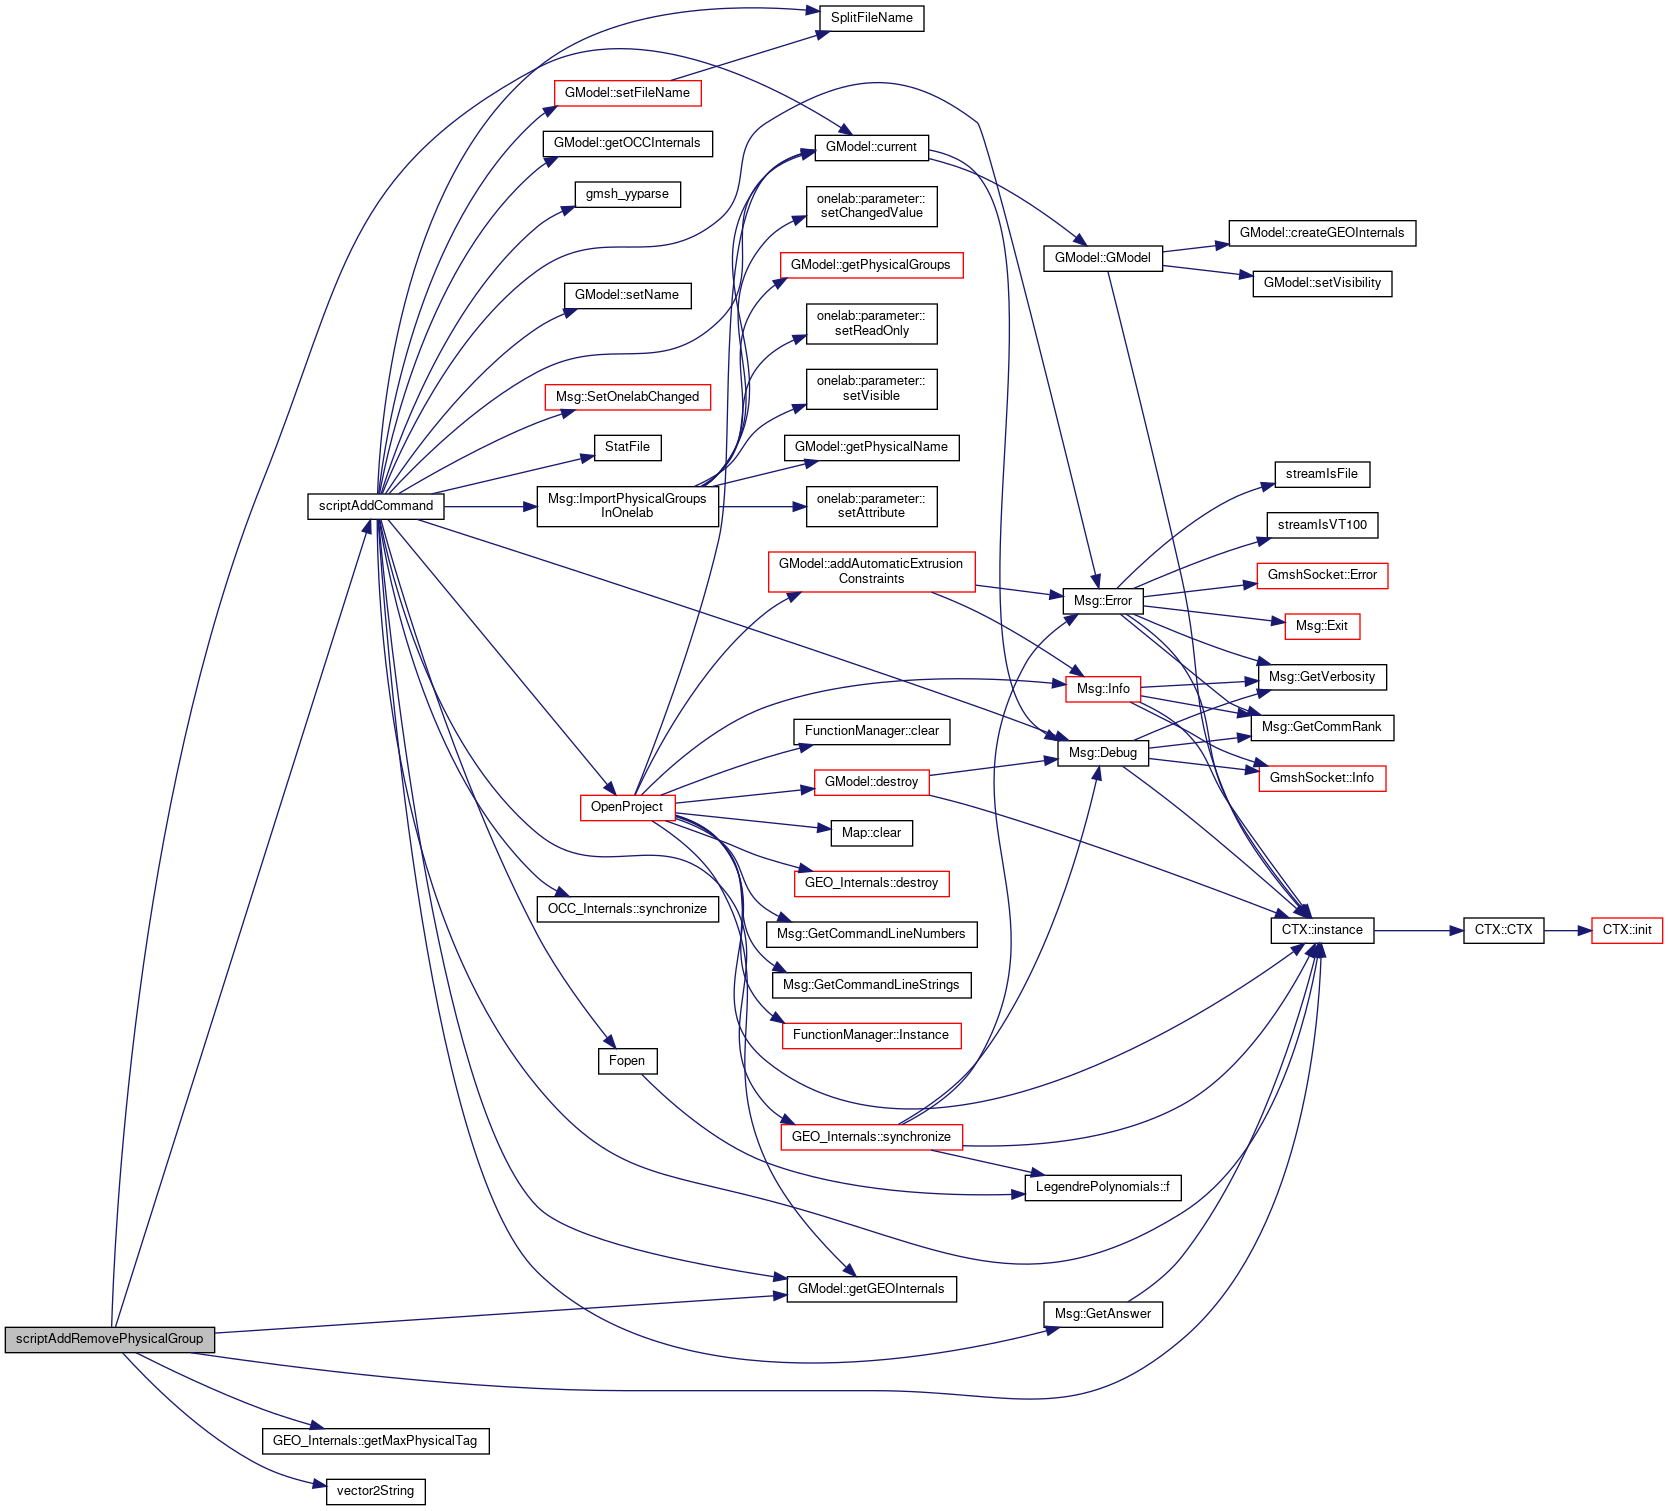 SplitFileName
GModel::setFileName
GModel::getOCCInternals
GModel::current
gmsh_yyparse
onelab::parameter::
setChangedValue
GModel::createGEOInternals
GModel::GModel
GModel::getPhysicalGroups
GModel::setVisibility
GModel::setName
onelab::parameter::
setReadOnly
onelab::parameter::
setVisible
Msg::SetOnelabChanged
StatFile
GModel::getPhysicalName
streamIsFile
scriptAddCommand
Msg::ImportPhysicalGroups
InOnelab
onelab::parameter::
setAttribute
streamIsVT100
GModel::addAutomaticExtrusion
Constraints
GmshSocket::Error
Msg::Error
Msg::Exit
Msg::GetVerbosity
Msg::Info
FunctionManager::clear
Msg::GetCommRank
Msg::Debug
GModel::destroy
GmshSocket::Info
OpenProject
Map::clear
GEO_Internals::destroy
OCC_Internals::synchronize
Msg::GetCommandLineNumbers
CTX::instance
CTX::CTX
CTX::init
Msg::GetCommandLineStrings
FunctionManager::Instance
Fopen
GEO_Internals::synchronize
LegendrePolynomials::f
GModel::getGEOInternals
Msg::GetAnswer
scriptAddRemovePhysicalGroup
GEO_Internals::getMaxPhysicalTag
vector2String